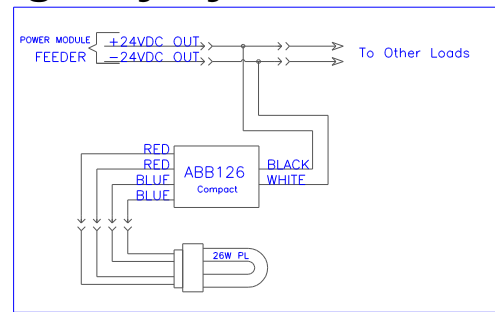 POWER MODULE
FEEDER
+24VDC OUT
−24VDC OUT
To Other Loads
RED
RED
BLUE
BLUE
ABB126
Compact
BLACK
WHITE
26W PL